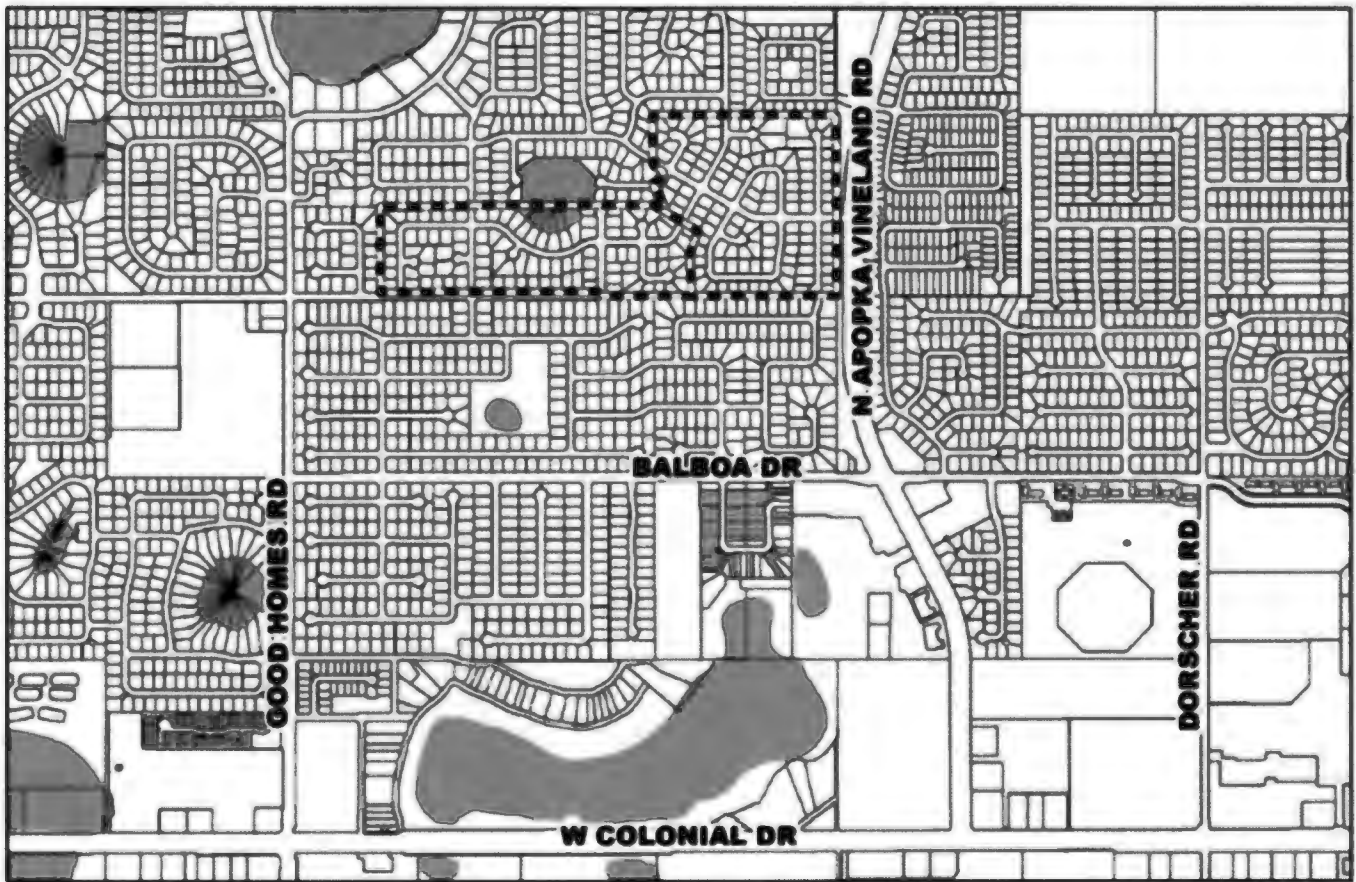 N. APOPKA VINELAND RD
BALBOA DR
GOOD HOMES RD
DORSCHER RD
W COLONIAL DR